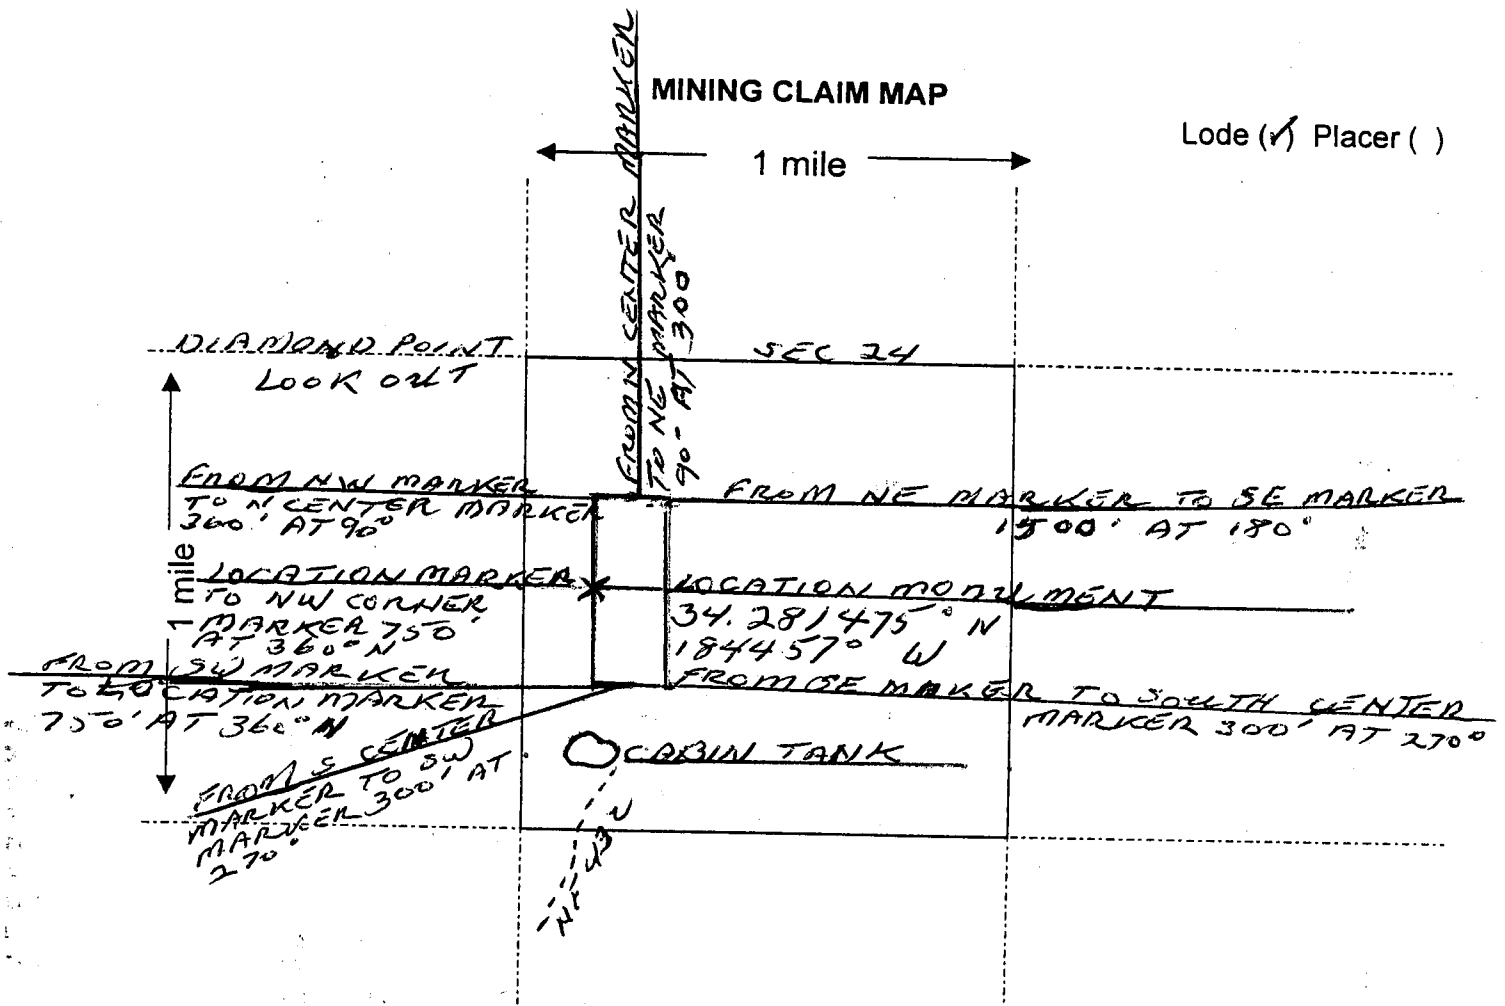 MINING CLAIM MAP
Lode (✓) Placer ( )
1 mile
FROM N CENTER MARKER
TO NE MARKER
90° AT 300
DIAMOND POINT
LOOK OUT
SEC 24
FROM NW MARKER
TO N CENTER MARKER
300' AT 90°
FROM NE MARKER TO SE MARKER
1500' AT 180°
1 mile
LOCATION MARKER
TO NW CORNER
MARKER 750'
AT 360° N
LOCATION MONUMENT
34.281475° N
184457° W
FROM SW MARKER
TO LOCATION MARKER
750' AT 360° N
FROM SE MAKER TO SOUTH CENTER
MARKER 300' AT 270°
FROM S CENTER
MARKER TO SW
MARKER 300' AT
270°
CABIN TANK